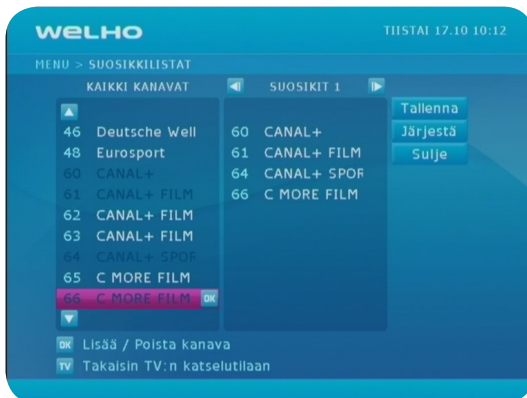 WELHO
TIISTAI 17.10 10:12
MENU > SUOSIKKILISTAT
KAIKKI KANAVAT
SUOSIKIT 1
46 Deutsche Well
48 Eurosport
60 CANAL+
61 CANAL+ FILM
62 CANAL+ FILM
63 CANAL+ FILM
64 CANAL+ SPOR
65 C MORE FILM
66 C MORE FILM OK
60 CANAL+
61 CANAL+ FILM
64 CANAL+ SPOR
66 C MORE FILM
Tallenna
Järjestä
Sulje
OK Lisää / Poista kanava
TV Takaisin TV:n katselutilaan